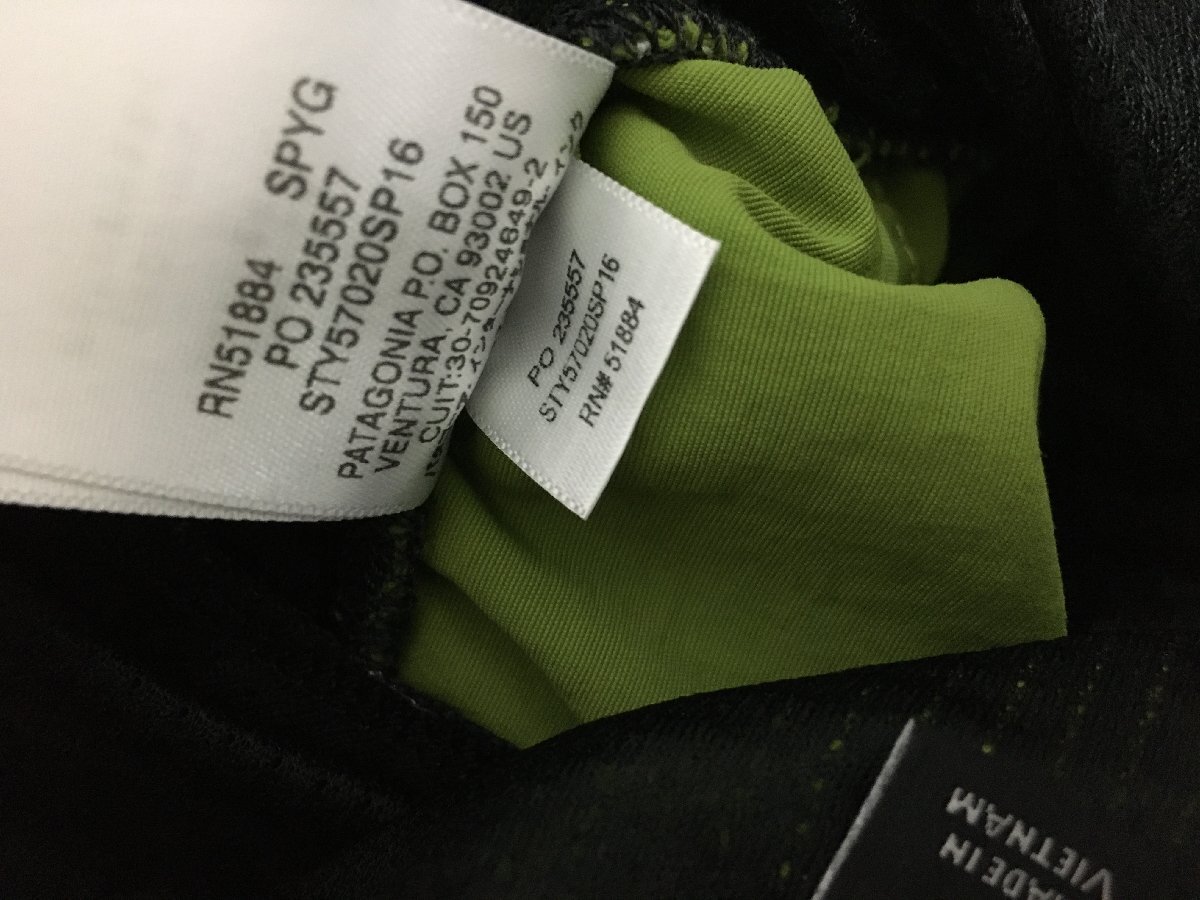 RN51884 SPYG
PO 235557
STY57020SP16
PATAGONIA P.O. BOX 150
VENTURA, CA 93002 US
CUIT:30-70924649-2
PO 235557
STY57020SP16
RN# 51884
MADE IN
VIETNAM